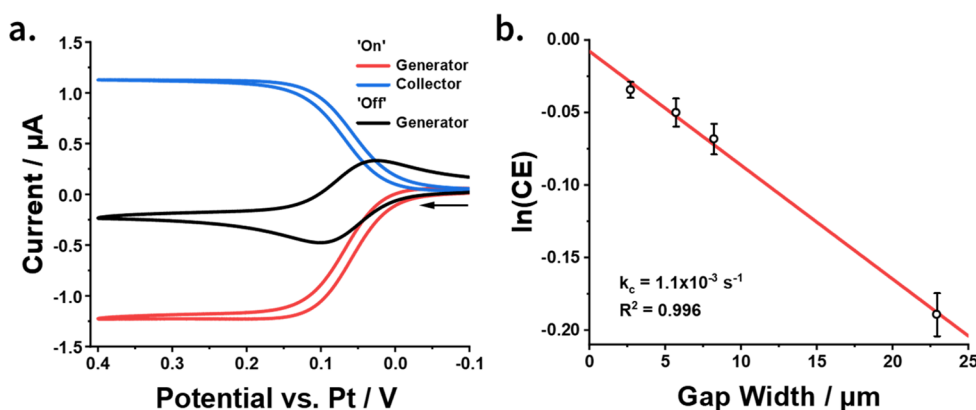 a.
1.5
1.0
0.5
0.0
-0.5
-1.0
-1.5
Current / µA
0.4
0.3
0.2
0.1
0.0
-0.1
Potential vs. Pt / V
'On'
Generator
Collector
'Off'
Generator
b.
0.00
-0.05
-0.10
-0.15
-0.20
ln(CE)
kc = 1.1x10⁻³ s⁻¹
R² = 0.996
0
5
10
15
20
25
Gap Width / µm